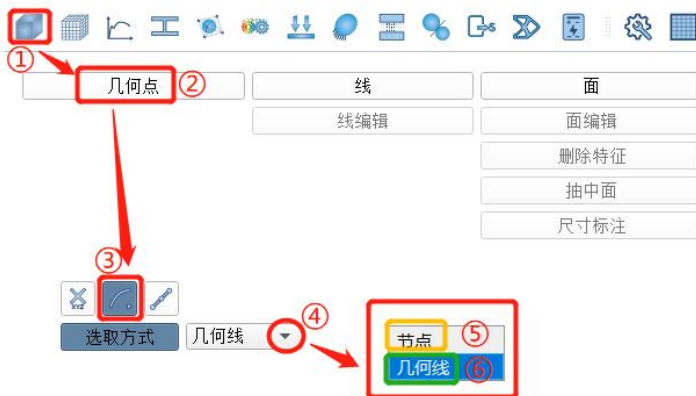 ①
几何点 ② 线 面
线编辑 面编辑
删除特征
抽中面
尺寸标注
③
XYZ
选取方式 几何线 ④
节点 ⑤
几何线 ⑥